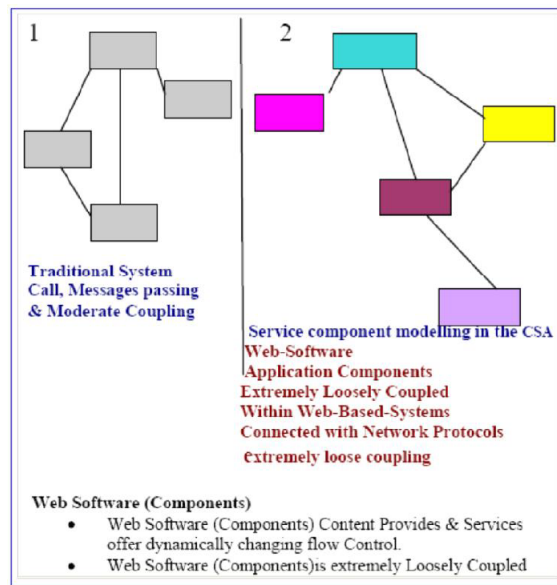 1
2
Traditional System
Call, Messages passing
& Moderate Coupling
Service component modelling in the CSA
Web-Software
Application Components
Extremely Loosely Coupled
Within Web-Based-Systems
Connected with Network Protocols
extremely loose coupling
Web Software (Components)
• Web Software (Components) Content Provides & Services
offer dynamically changing flow Control.
• Web Software (Components)is extremely Loosely Coupled